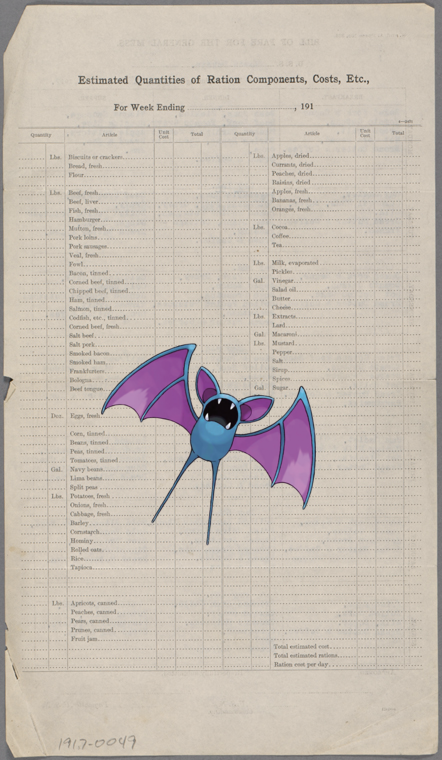 Estimated Quantities of Ration Components, Costs, Etc.,
For Week Ending , 191
Quantity Article Unit Cost Total Quantity Article Unit Cost Total
Lbs. Biscuits or crackers
Bread, fresh
Flour
Lbs. Beef, fresh
Beef, liver
Fish, fresh
Hamburger
Mutton, fresh
Pork loins
Pork sausages
Veal, fresh
Fowl
Bacon, tinned
Corned beef, tinned
Chipped beef, tinned
Ham, tinned
Salmon, tinned
Codfish, etc., tinned
Corned beef, fresh
Salt beef
Salt pork
Smoked bacon
Smoked ham
Frankfurters
Bologna
Beef tongue
Doz. Eggs, fresh
Corn, tinned
Beans, tinned
Peas, tinned
Tomatoes, tinned
Gal. Navy beans
Lima beans
Split peas
Lbs. Potatoes, fresh
Onions, fresh
Cabbage, fresh
Barley
Cornstarch
Hominy
Rolled oats
Rice
Tapioca
Lbs. Apricots, canned
Peaches, canned
Pears, canned
Prunes, canned
Fruit jam
Lbs. Apples, dried
Currants, dried
Peaches, dried
Raisins, dried
Apples, fresh
Bananas, fresh
Oranges, fresh
Lbs. Cocoa
Coffee
Tea
Lbs. Milk, evaporated
Pickles
Gal. Vinegar
Salad oil
Butter
Cheese
Lbs. Extracts
Lard
Gal. Macaroni
Lbs. Mustard
Pepper
Salt
Sirup
Spices
Gal. Sugar
Total estimated cost
Total estimated rations
Ration cost per day
1917-0049